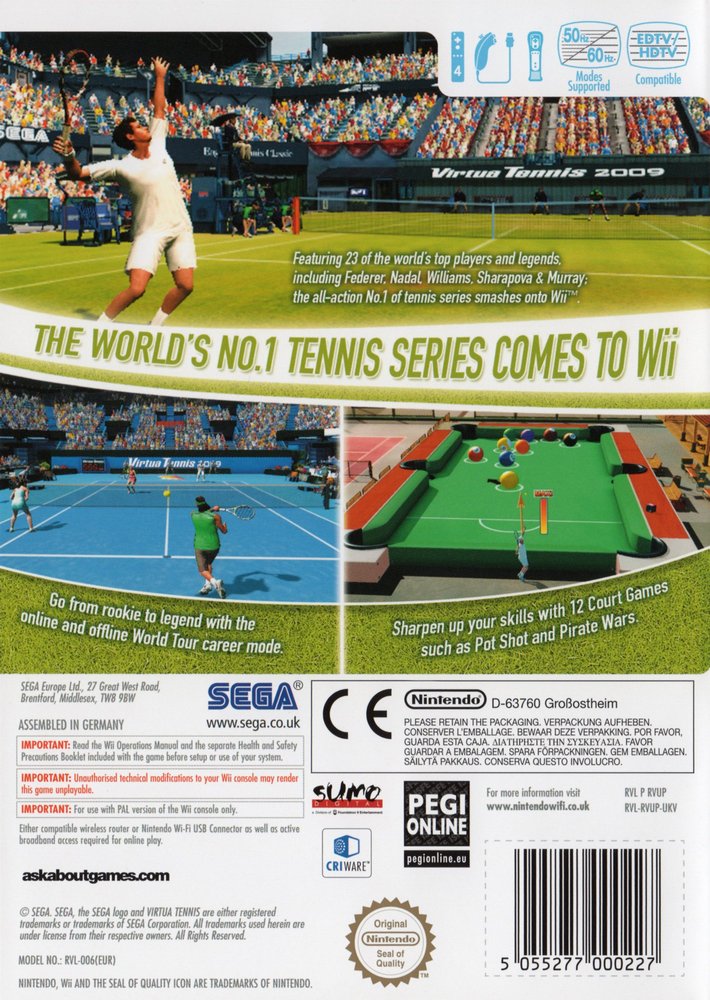 50Hz
60Hz
EDTV/
HDTV
4
Modes
Supported
Compatible
SEGA
Virtua Tennis 2009
Featuring 23 of the world's top players and legends,
including Federer, Nadal, Williams, Sharapova & Murray;
the all-action No.1 of tennis series smashes onto Wii™.
THE WORLD'S NO.1 TENNIS SERIES COMES TO Wii
Virtua Tennis 2009
Go from rookie to legend with the
online and offline World Tour career mode.
Sharpen up your skills with 12 Court Games
such as Pot Shot and Pirate Wars.
SEGA Europe Ltd., 27 Great West Road,
Brentford, Middlesex, TW8 9BW
ASSEMBLED IN GERMANY
SEGA®
www.sega.co.uk
IMPORTANT: Read the Wii Operations Manual and the separate Health and Safety
Precautions Booklet included with the game before setup or use of your system.
IMPORTANT: Unauthorised technical modifications to your Wii console may render
this game unplayable.
IMPORTANT: For use with PAL version of the Wii console only.
Either compatible wireless router or Nintendo Wi-Fi USB Connector as well as active
broadband access required for online play.
askaboutgames.com
CE
Nintendo® D-63760 Großostheim
PLEASE RETAIN THE PACKAGING. VERPACKUNG AUFHEBEN.
CONSERVER L'EMBALLAGE. BEWAAR DEZE VERPAKKING. POR FAVOR,
GUARDA ESTA CAJA. ΔΙΑΤΗΡΗΣΤΕ ΤΗΝ ΣΥΣΚΕΥΑΣΙΑ. FAVOR
GUARDAR A EMBALAGEM. SPARA FÖRPACKNINGEN. GEM EMBALLAGEN.
SÄILYTÄ PAKKAUS. CONSERVA QUESTO INVOLUCRO.
SUMO
DIGITAL
CRIWARE™
PEGI
ONLINE
pegionline.eu
For more information visit
www.nintendowifi.co.uk
RVL P RVUP
RVL-RVUP-UKV
© SEGA. SEGA, the SEGA logo and VIRTUA TENNIS are either registered
trademarks or trademarks of SEGA Corporation. All trademarks used herein are
under license from their respective owners. All Rights Reserved.
MODEL NO.: RVL-006(EUR)
NINTENDO, Wii AND THE SEAL OF QUALITY ICON ARE TRADEMARKS OF NINTENDO.
Original
Nintendo
Seal of
Quality
TM
5 055277 000227